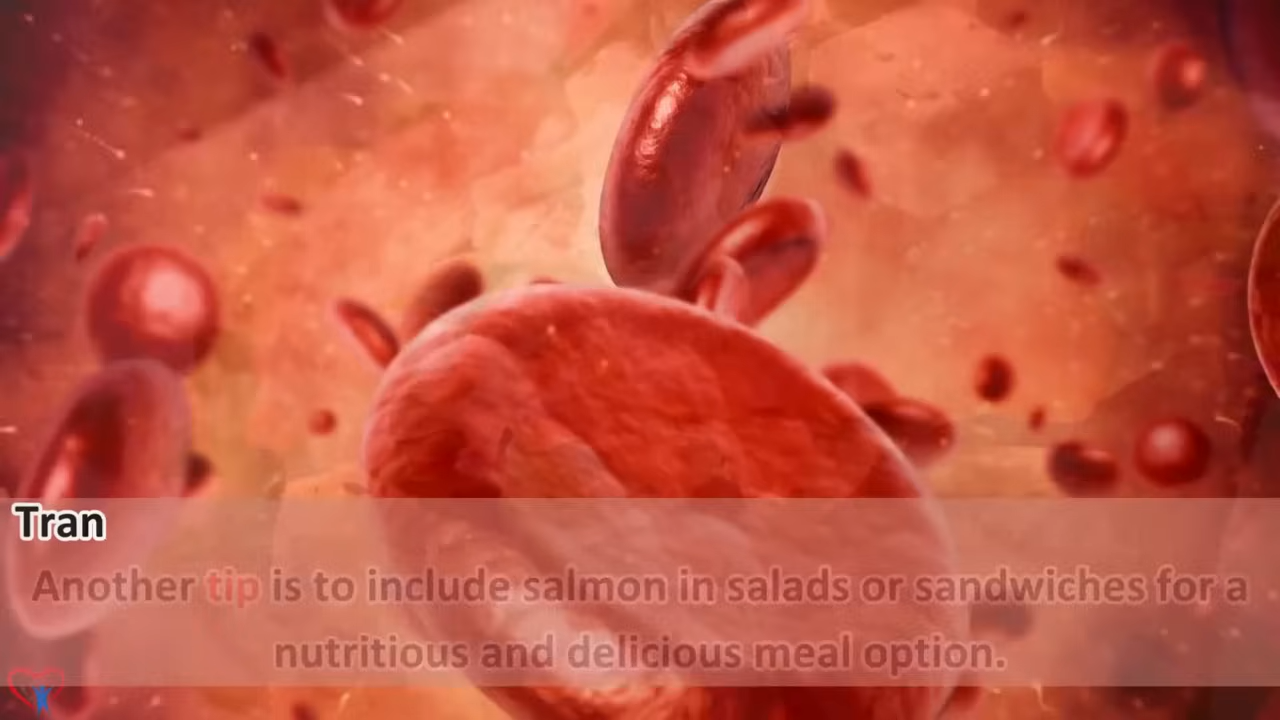 Tran
Another tip is to include salmon in salads or sandwiches for a
nutritious and delicious meal option.